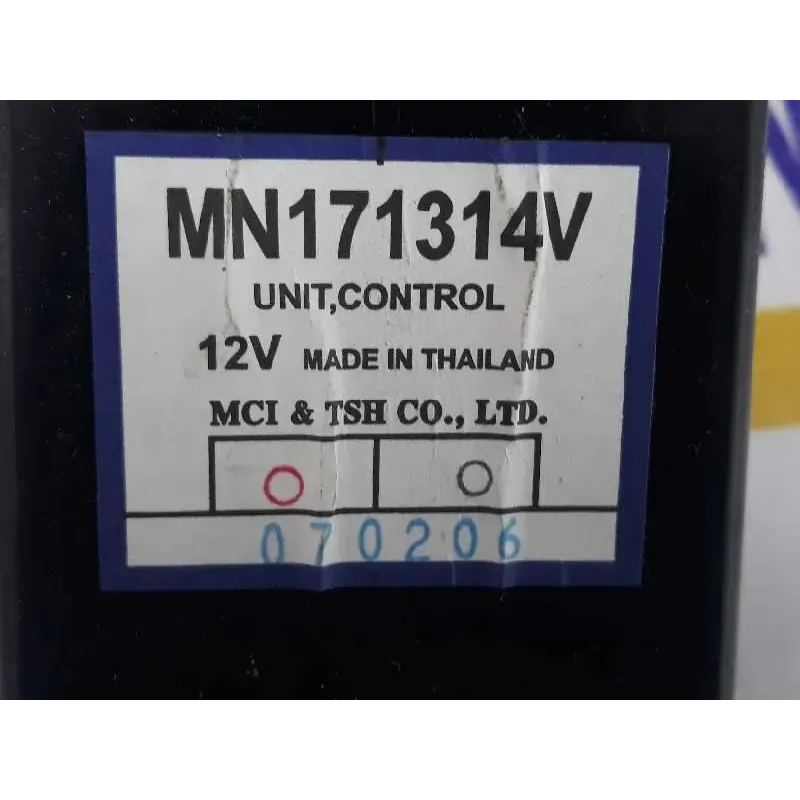 MN171314V
UNIT,CONTROL
12V MADE IN THAILAND
MCI & TSH CO., LTD.
070206